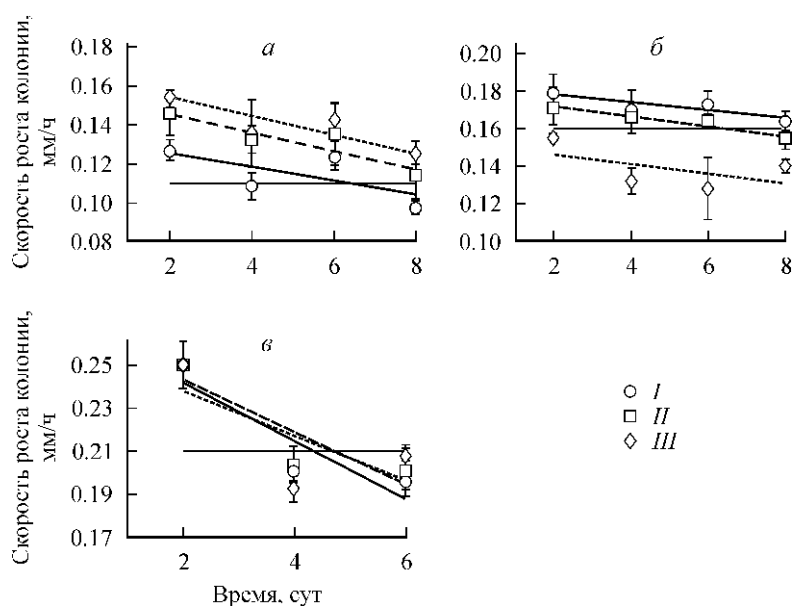 Скорость роста колонии,
мм/ч
а
0.18
0.16
0.14
0.12
0.10
0.08
2
4
6
8
б
0.20
0.18
0.16
0.14
0.12
0.10
2
4
6
8
Скорость роста колонии,
мм/ч
в
0.25
0.23
0.21
0.19
0.17
2
4
6
Время, сут
I
II
III